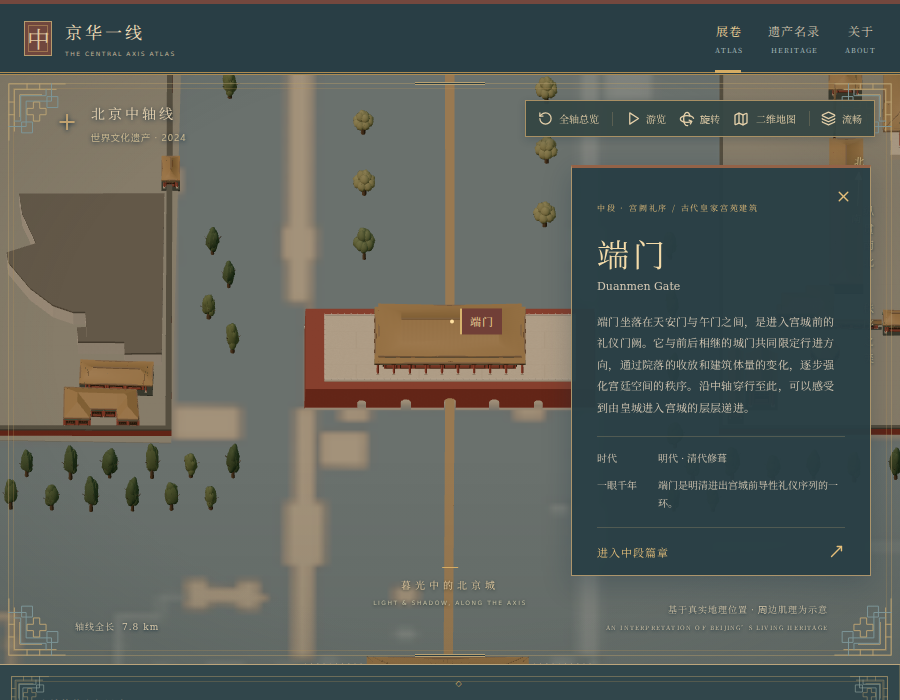 中
京华一线
THE CENTRAL AXIS ATLAS
展卷
ATLAS
遗产名录
HERITAGE
关于
ABOUT
北京中轴线
世界文化遗产 · 2024
全轴总览
游览
旋转
二维地图
流畅
中段 · 宫阙礼序 / 古代皇家宫苑建筑
端门
Duanmen Gate
端门坐落在天安门与午门之间，是进入宫城前的
礼仪门阙。它与前后相继的城门共同限定行进方
向，通过院落的收放和建筑体量的变化，逐步强
化宫廷空间的秩序。沿中轴穿行至此，可以感受
到由皇城进入宫城的层层递进。
时代
明代 · 清代修葺
一眼千年
端门是明清进出宫城前导性礼仪序列的一
环。
进入中段篇章
端门
暮光中的北京城
LIGHT & SHADOW, ALONG THE AXIS
轴线全长 7.8 km
基于真实地理位置 · 周边肌理为示意
AN INTERPRETATION OF BEIJING'S LIVING HERITAGE